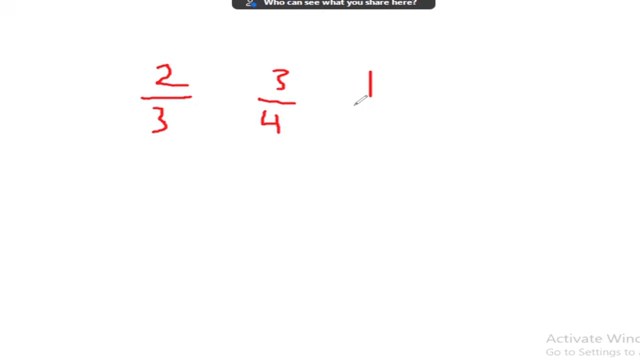 Who can see what you share here?
2 3 1
3 4
Activate Win
Go to Settings to